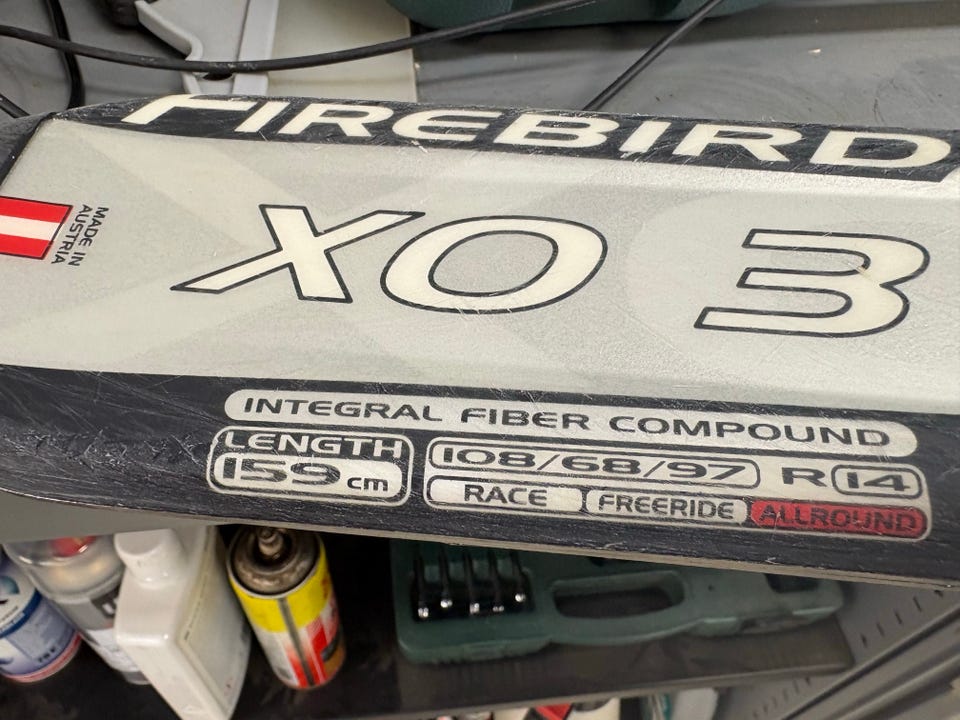 FIREBIRD
MADE IN
AUSTRIA
XO 3
INTEGRAL FIBER COMPOUND
LENGTH
159 cm
108/68/97 R 14
RACE FREERIDE ALLROUND